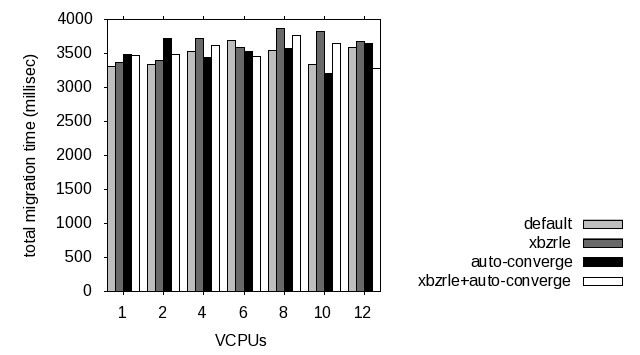 total migration time (millisec)
4000
3500
3000
2500
2000
1500
1000
500
0
1 2 4 6 8 10 12
VCPUs
default
xbzrle
auto-converge
xbzrle+auto-converge